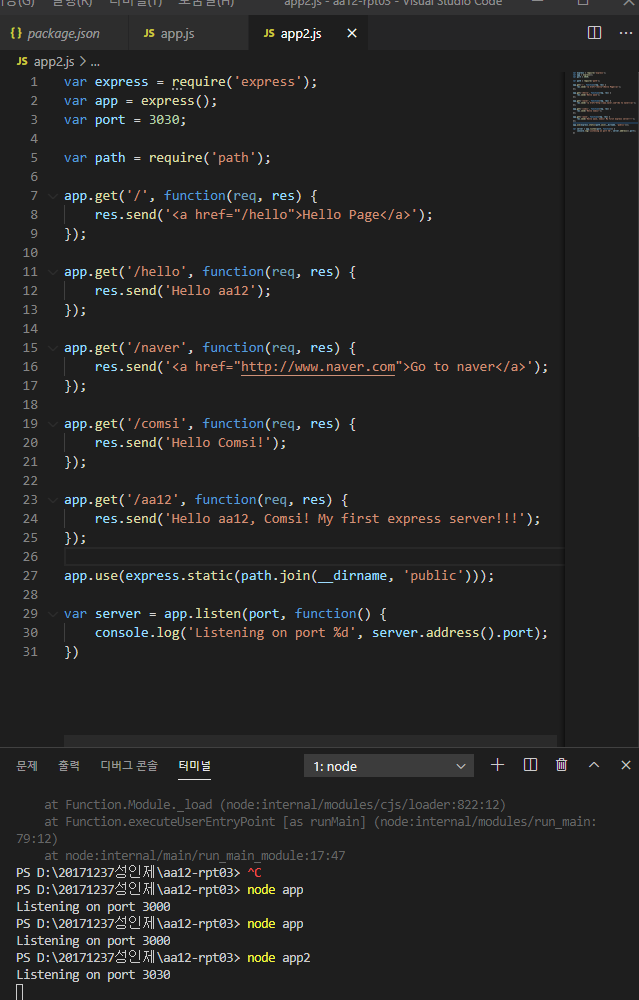 app2.js - aa12-rpt03 - Visual Studio Code
{} package.json JS app.js JS app2.js ×
JS app2.js > ...
1 var express = require('express');
2 var app = express();
3 var port = 3030;
4
5 var path = require('path');
6
7 app.get('/', function(req, res) {
8 res.send('<a href="/hello">Hello Page</a>');
9 });
10
11 app.get('/hello', function(req, res) {
12 res.send('Hello aa12');
13 });
14
15 app.get('/naver', function(req, res) {
16 res.send('<a href="http://www.naver.com">Go to naver</a>');
17 });
18
19 app.get('/comsi', function(req, res) {
20 res.send('Hello Comsi!');
21 });
22
23 app.get('/aa12', function(req, res) {
24 res.send('Hello aa12, Comsi! My first express server!!!');
25 });
26
27 app.use(express.static(path.join(__dirname, 'public')));
28
29 var server = app.listen(port, function() {
30 console.log('Listening on port %d', server.address().port);
31 })
문제 출력 디버그 콘솔 터미널 1: node
at Function.Module._load (node:internal/modules/cjs/loader:822:12)
at Function.executeUserEntryPoint [as runMain] (node:internal/modules/run_main:
79:12)
at node:internal/main/run_main_module:17:47
PS D:\20171237성인제\aa12-rpt03> ^C
PS D:\20171237성인제\aa12-rpt03> node app
Listening on port 3000
PS D:\20171237성인제\aa12-rpt03> node app
Listening on port 3000
PS D:\20171237성인제\aa12-rpt03> node app2
Listening on port 3030